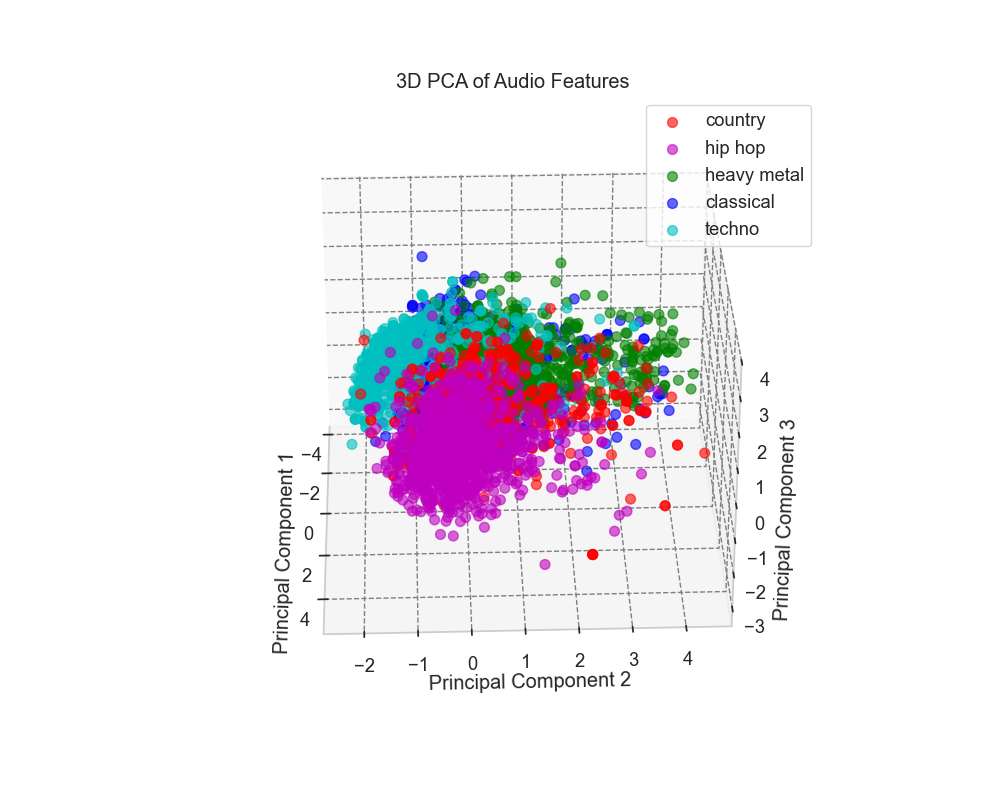 3D PCA of Audio Features
country
hip hop
heavy metal
classical
techno
−4
−2
0
2
4
Principal Component 1
−2
−1
0
1
2
3
4
Principal Component 2
4
3
2
1
0
−1
−2
−3
Principal Component 3